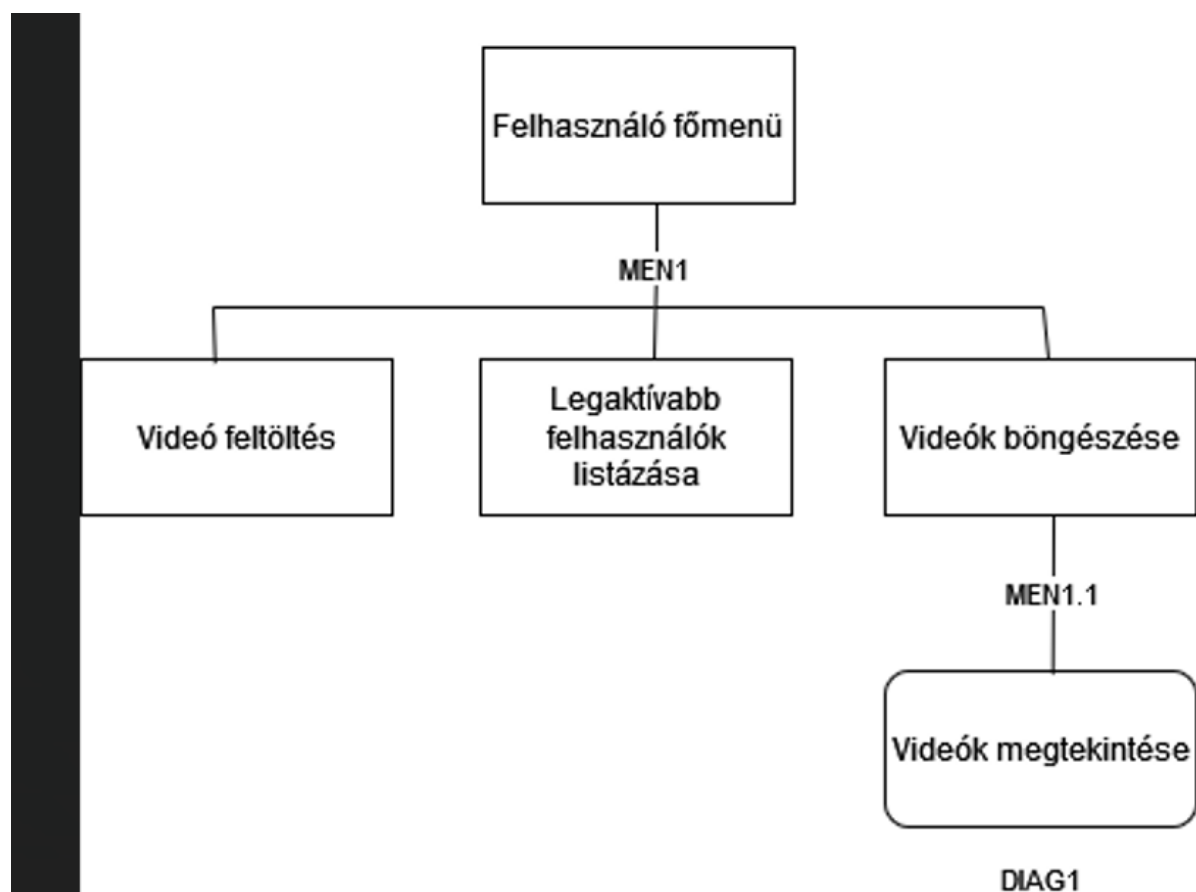 Felhasználó főmenü
MEN1
Videó feltöltés
Legaktívabb
felhasználók
listázása
Videók böngészése
MEN1.1
Videók megtekintése
DIAG1